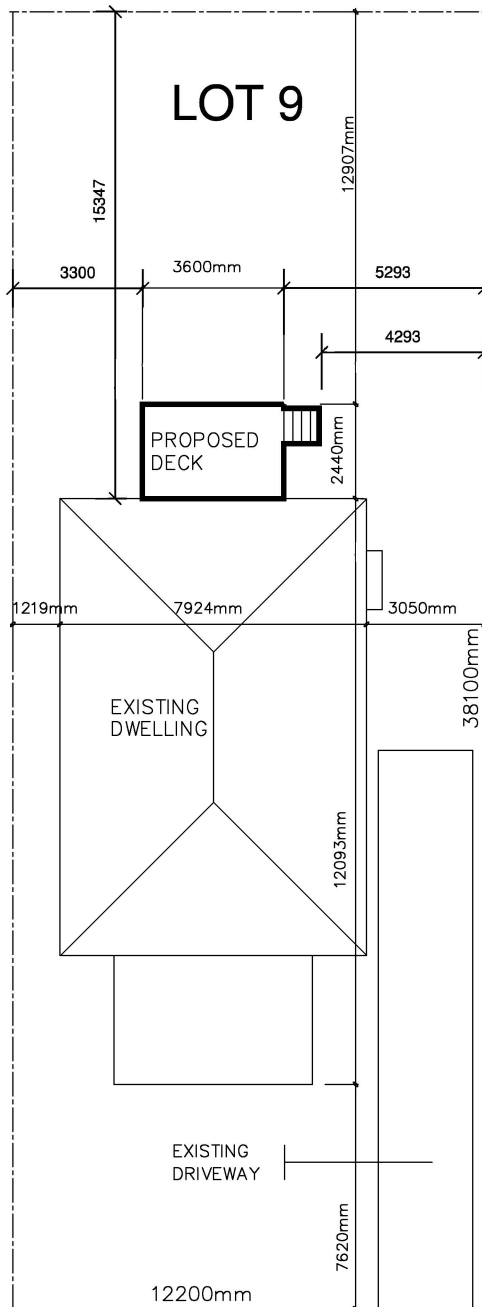 LOT 9
12907mm
15347
3300
3600mm
5293
4293
PROPOSED
DECK
2440mm
1219mm
7924mm
3050mm
38100mm
EXISTING
DWELLING
12093mm
EXISTING
DRIVEWAY
7620mm
12200mm